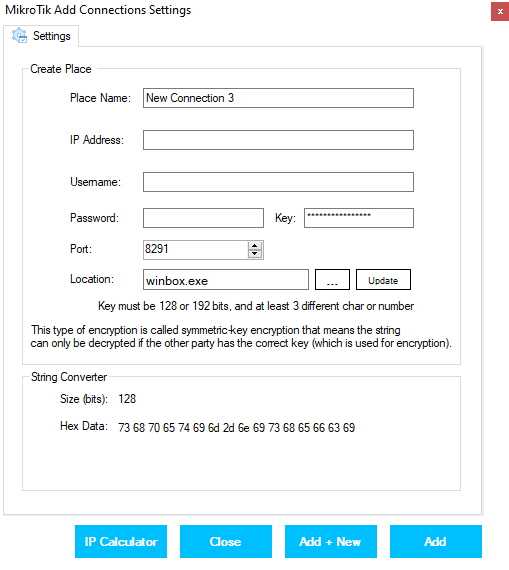 MikroTik Add Connections Settings
x
Settings
Create Place
Place Name: New Connection 3
IP Address:
Username:
Password: Key: ****************
Port: 8291
Location: winbox.exe ... Update
Key must be 128 or 192 bits, and at least 3 different char or number
This type of encryption is called symmetric-key encryption that means the string
can only be decrypted if the other party has the correct key (which is used for encryption).
String Converter
Size (bits): 128
Hex Data: 73 68 70 65 74 69 6d 2d 6e 69 73 68 65 66 63 69
IP Calculator Close Add + New Add